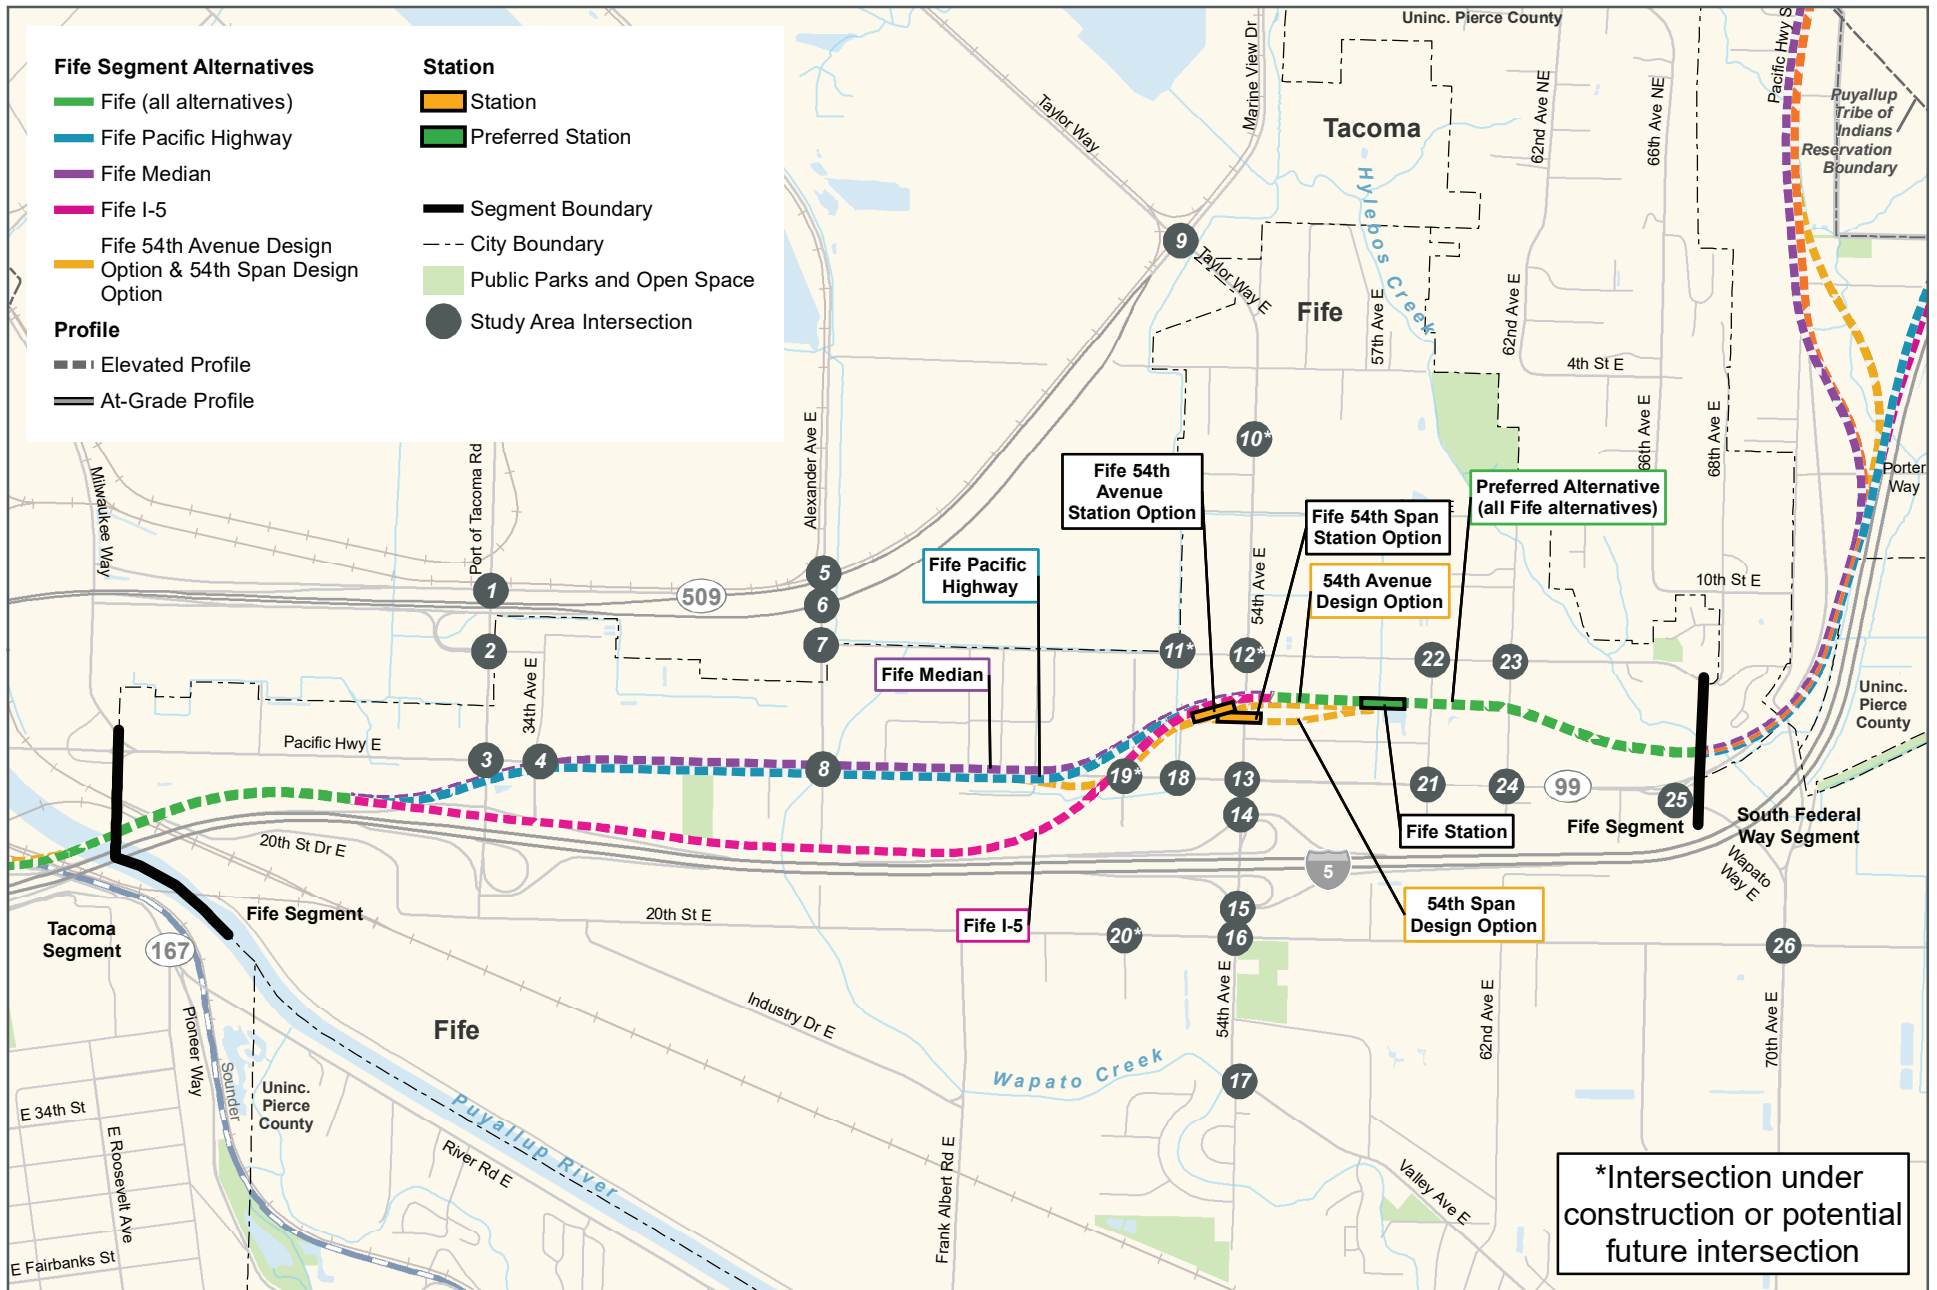 Fife Segment Alternatives
Fife (all alternatives)
Fife Pacific Highway
Fife Median
Fife I-5
Fife 54th Avenue Design
Option & 54th Span Design
Option
Profile
Elevated Profile
At-Grade Profile
Station
Station
Preferred Station
Segment Boundary
City Boundary
Public Parks and Open Space
Study Area Intersection
Uninc. Pierce County
Pacific Hwy S
Puyallup
Tribe of
Indians
Reservation
Boundary
Taylor Way
Marine View Dr
Tacoma
62nd Ave NE
66th Ave NE
Hylebos Creek
9
Taylor Way E
Fife
57th Ave E
62nd Ave E
4th St E
Alexander Ave E
Port of Tacoma Rd
Milwaukee Way
10*
66th Ave E
68th Ave E
Porter
Way
Fife 54th
Avenue
Station Option
Fife 54th Span
Station Option
Preferred Alternative
(all Fife alternatives)
E
54th Avenue
Design Option
Fife Pacific
Highway
54th Ave E
10th St E
1
509
5
6
7
2
11*
12*
22
23
34th Ave E
Fife Median
Uninc.
Pierce
County
Pacific Hwy E
3
4
8
19*
18
13
21
24
99
25
14
Fife Station
Fife Segment
South Federal
Way Segment
20th St Dr E
5
Wapato
Way E
Tacoma
Segment
Fife Segment
167
20th St E
Fife I-5
20*
15
16
54th Span
Design Option
26
54th Ave E
62nd Ave E
70th Ave E
Industry Dr E
Fife
Pioneer Way
Sounder
Uninc.
Pierce
County
Wapato Creek
17
Puyallup River
E 34th St
E Roosevelt Ave
River Rd E
Frank Albert Rd E
Valley Ave E
E Fairbanks St
*Intersection under
construction or potential
future intersection